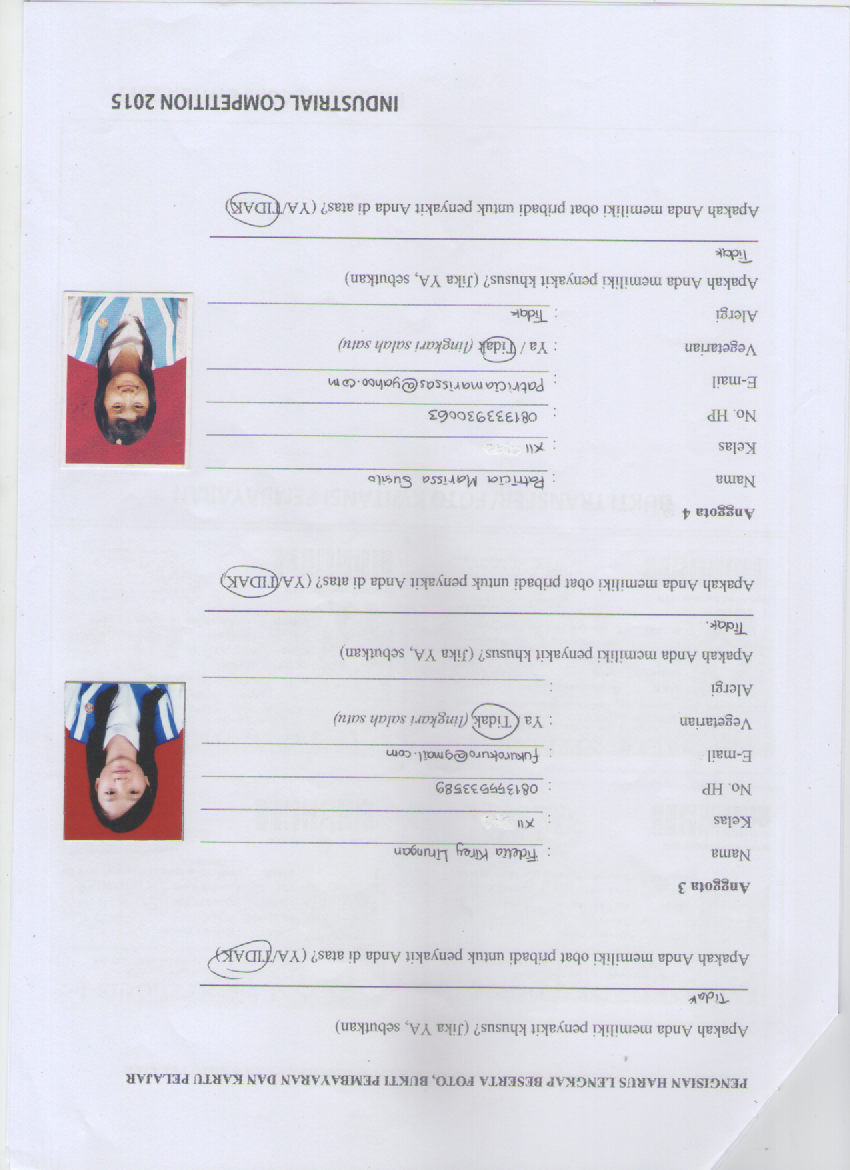 PENGISIAN HARUS LENGKAP BESERTA FOTO, BUKTI PEMBAYARAN DAN KARTU PELAJAR
Apakah Anda memiliki penyakit khusus? (Jika YA, sebutkan)
Tidak
Apakah Anda memiliki obat pribadi untuk penyakit Anda di atas? (YA/TIDAK)
Anggota 3
Nama : Fidelia Kirey
Kelas : XII
No. HP : 081355533589
E-mail : fukurokuro@gmail.com
Vegetarian : Ya / Tidak (lingkari salah satu)
Alergi :
Apakah Anda memiliki penyakit khusus? (Jika YA, sebutkan)
Tidak.
Apakah Anda memiliki obat pribadi untuk penyakit Anda di atas? (YA/TIDAK)
Anggota 4
Nama : Patricia Marissa Susito
Kelas : XII
No. HP : 081333930063
E-mail : Patriciamarissas@yahoo.com
Vegetarian : Ya / Tidak (lingkari salah satu)
Alergi : Tidak
Apakah Anda memiliki penyakit khusus? (Jika YA, sebutkan)
Tidak
Apakah Anda memiliki obat pribadi untuk penyakit Anda di atas? (YA/TIDAK)
INDUSTRIAL COMPETITION 2015